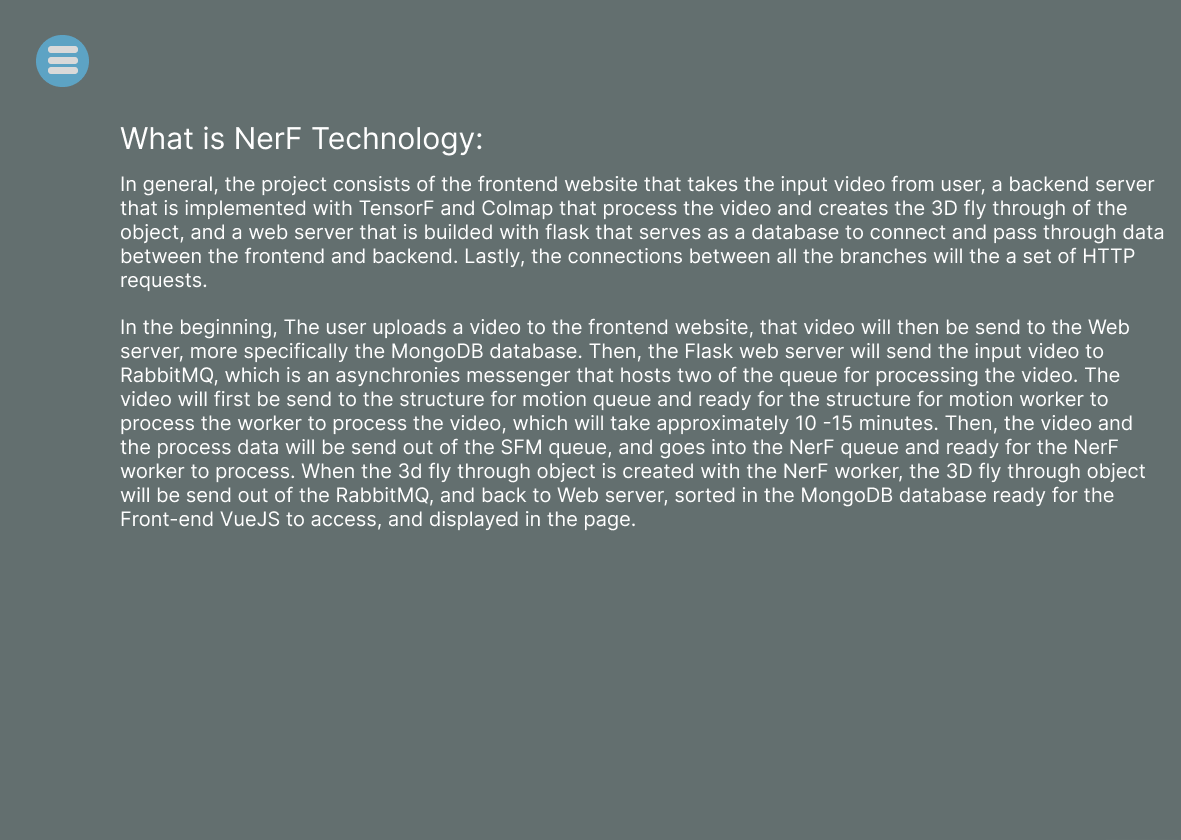 What is NerF Technology:
In general, the project consists of the frontend website that takes the input video from user, a backend server
that is implemented with TensorF and Colmap that process the video and creates the 3D fly through of the
object, and a web server that is builded with flask that serves as a database to connect and pass through data
between the frontend and backend. Lastly, the connections between all the branches will the a set of HTTP
requests.
In the beginning, The user uploads a video to the frontend website, that video will then be send to the Web
server, more specifically the MongoDB database. Then, the Flask web server will send the input video to
RabbitMQ, which is an asynchronies messenger that hosts two of the queue for processing the video. The
video will first be send to the structure for motion queue and ready for the structure for motion worker to
process the worker to process the video, which will take approximately 10 -15 minutes. Then, the video and
the process data will be send out of the SFM queue, and goes into the NerF queue and ready for the NerF
worker to process. When the 3d fly through object is created with the NerF worker, the 3D fly through object
will be send out of the RabbitMQ, and back to Web server, sorted in the MongoDB database ready for the
Front-end VueJS to access, and displayed in the page.